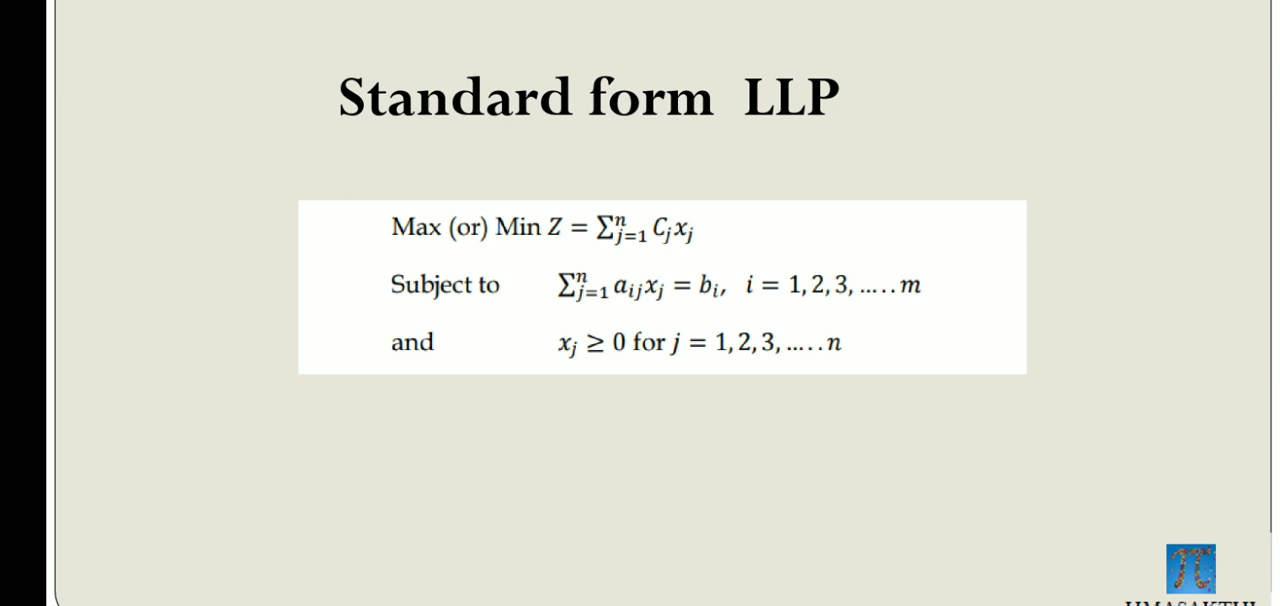 Standard form LLP
Max (or) Min Z = ∑ⁿⱼ₌₁ Cⱼxⱼ
Subject to ∑ⁿⱼ₌₁ aᵢⱼxⱼ = bᵢ, i = 1, 2, 3, ….. m
and xⱼ ≥ 0 for j = 1, 2, 3, ….. n
π